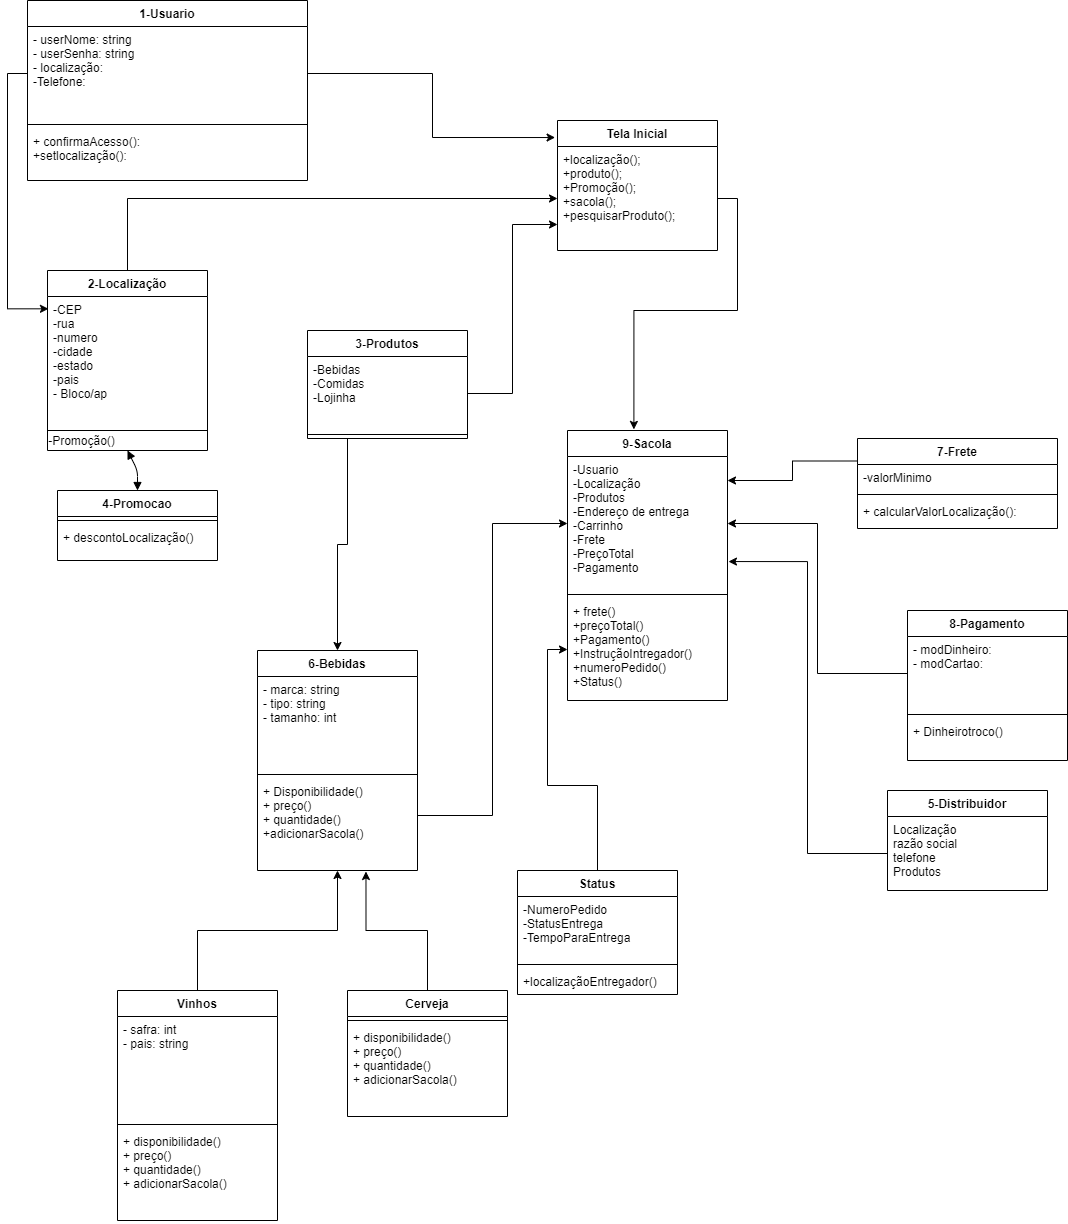 1-Usuario
- userNome: string
- userSenha: string
- localização:
-Telefone:
+ confirmaAcesso():
+setlocalização():
Tela Inicial
+localização();
+produto();
+Promoção();
+sacola();
+pesquisarProduto();
2-Localização
-CEP
-rua
-numero
-cidade
-estado
-pais
- Bloco/ap
-Promoção()
3-Produtos
-Bebidas
-Comidas
-Lojinha
4-Promocao
+ descontoLocalização()
9-Sacola
-Usuario
-Localização
-Produtos
-Endereço de entrega
-Carrinho
-Frete
-PreçoTotal
-Pagamento
+ frete()
+preçoTotal()
+Pagamento()
+InstruçãoIntregador()
+numeroPedido()
+Status()
7-Frete
-valorMinimo
+ calcularValorLocalização():
8-Pagamento
- modDinheiro:
- modCartao:
+ Dinheirotroco()
6-Bebidas
- marca: string
- tipo: string
- tamanho: int
+ Disponibilidade()
+ preço()
+ quantidade()
+adicionarSacola()
5-Distribuidor
Localização
razão social
telefone
Produtos
Status
-NumeroPedido
-StatusEntrega
-TempoParaEntrega
+localizaçãoEntregador()
Vinhos
- safra: int
- pais: string
+ disponibilidade()
+ preço()
+ quantidade()
+ adicionarSacola()
Cerveja
+ disponibilidade()
+ preço()
+ quantidade()
+ adicionarSacola()